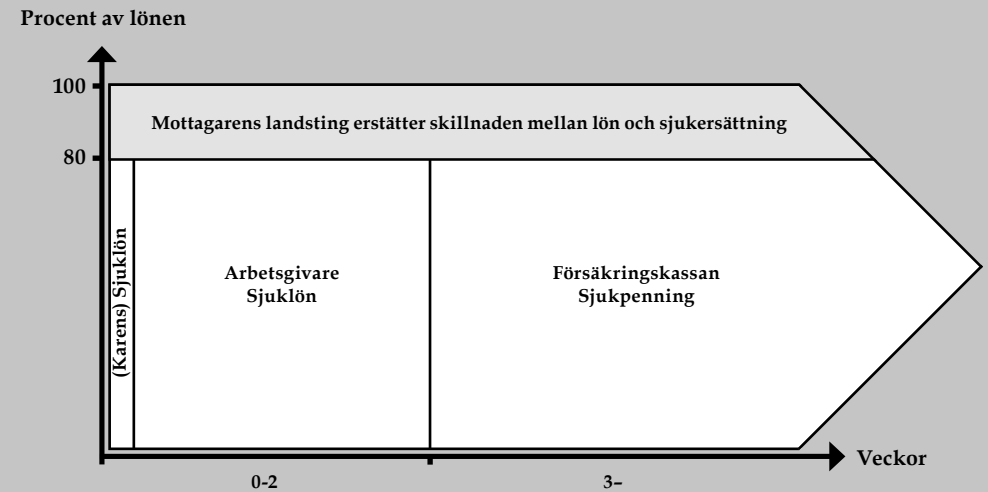 Procent av lönen
100
Mottagarens landsting erstätter skillnaden mellan lön och sjukersättning
80
(Karens) Sjuklön
Arbetsgivare
Sjuklön
Försäkringskassan
Sjukpenning
Veckor
0-2
3–